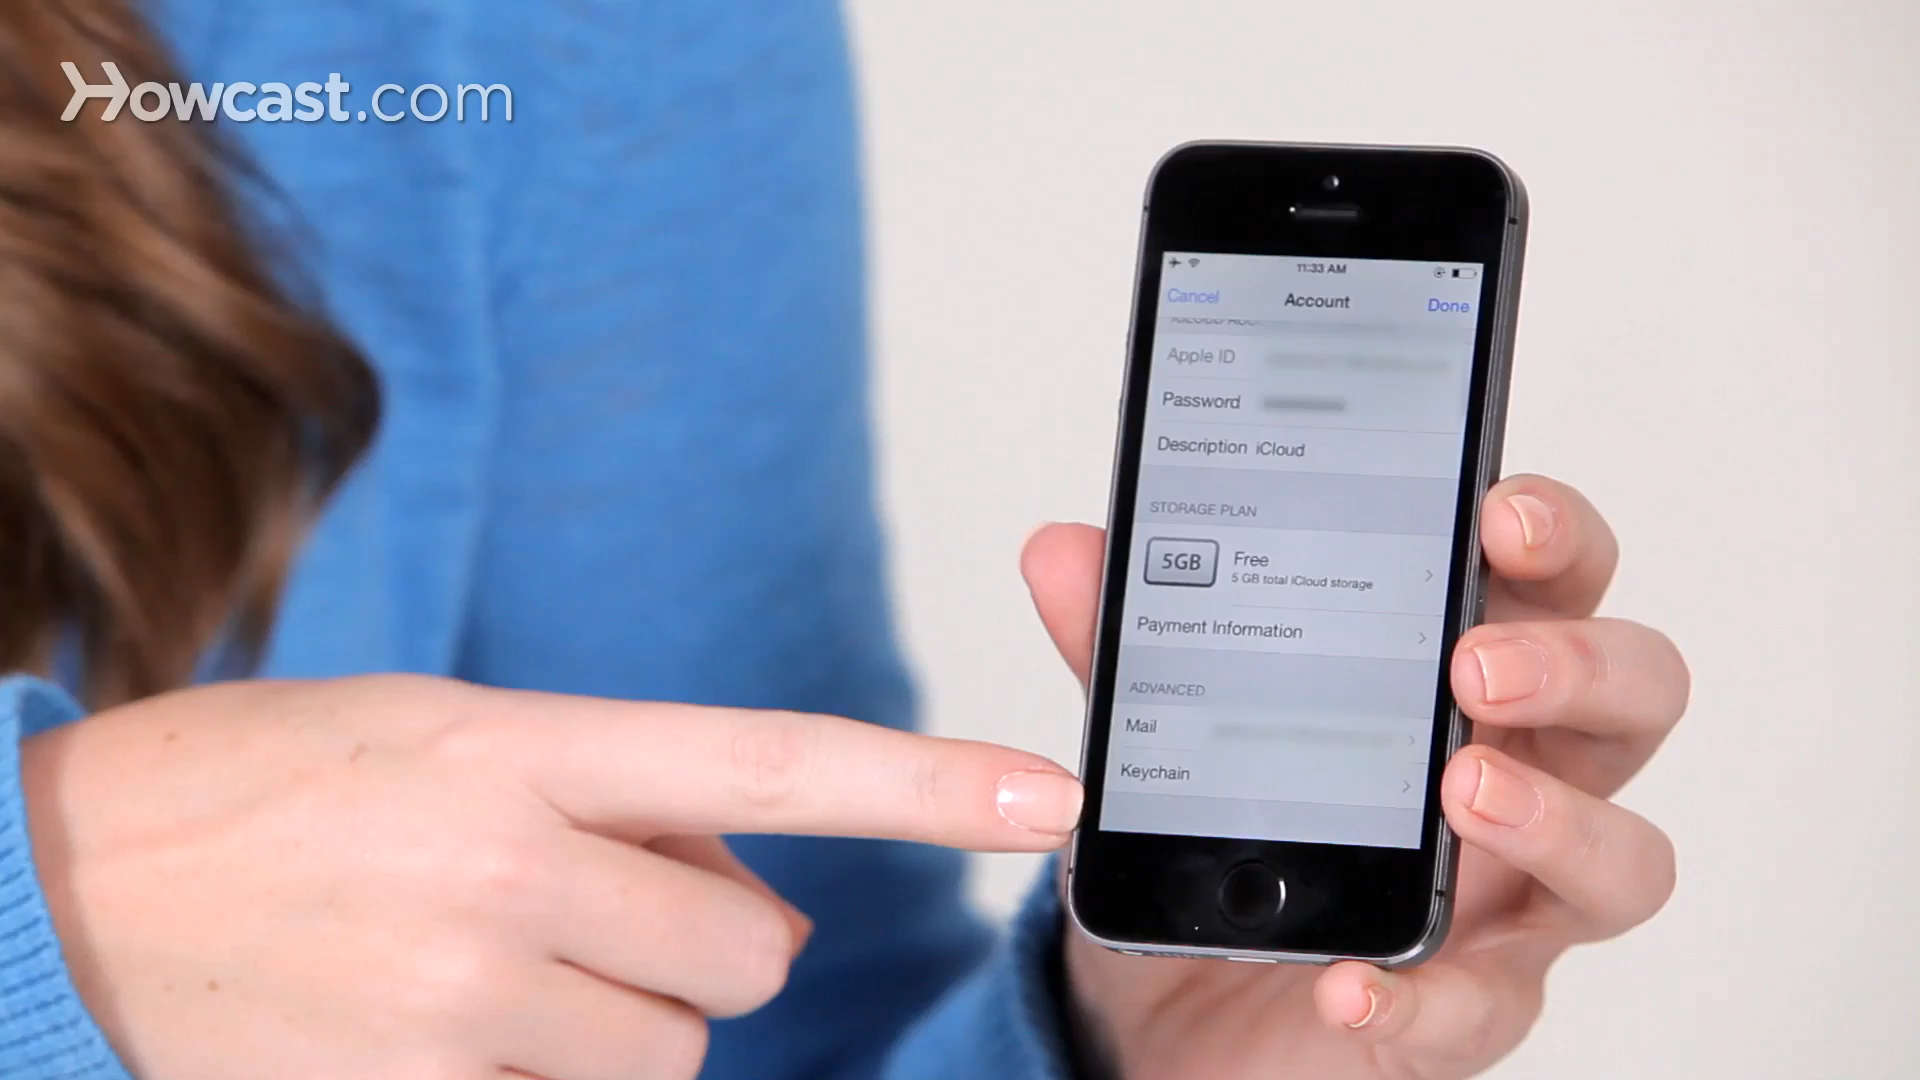 Howcast.com
11:33 AM
Cancel Account Done
Apple ID
Password
Description iCloud
STORAGE PLAN
5GB Free
5 GB total iCloud storage
Payment Information
ADVANCED
Mail
Keychain